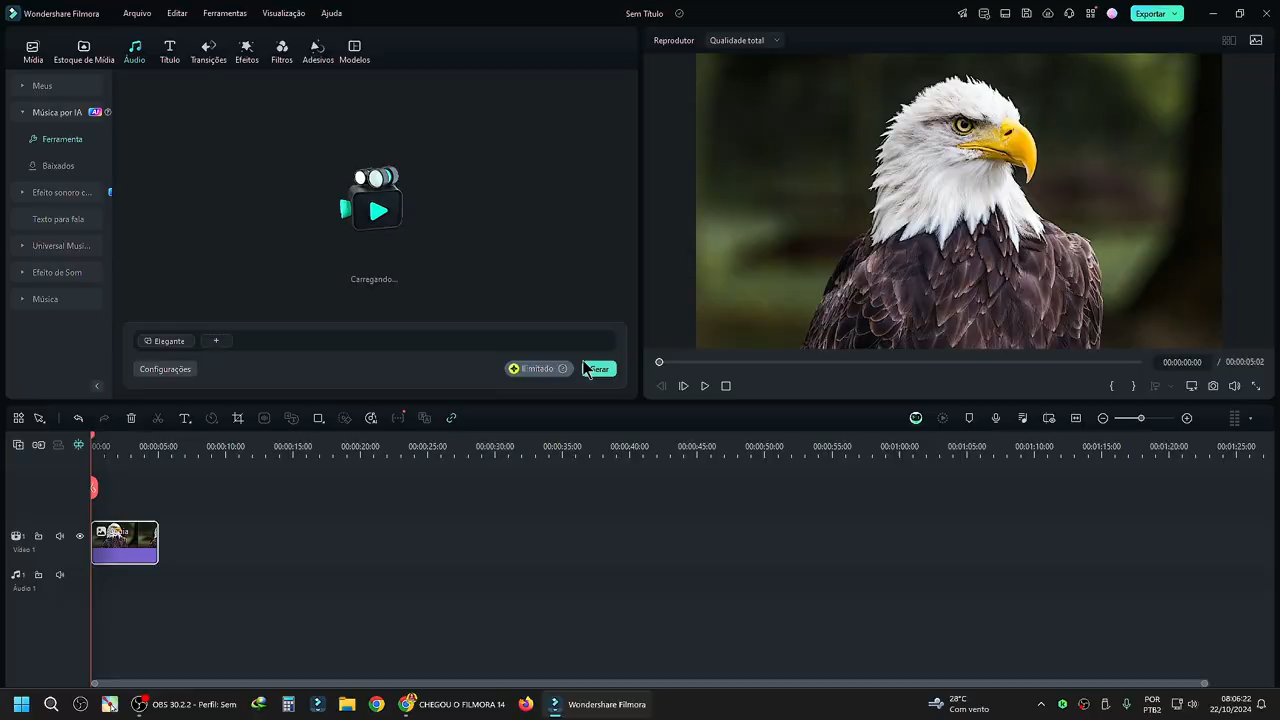 Wondershare Filmora
Arquivo
Editar
Ferramentas
Visualização
Ajuda
Sem Título
Exportar
Mídia
Estoque de Mídia
Áudio
Título
Transições
Efeitos
Filtros
Adesivos
Modelos
Reprodutor
Qualidade total
Meus
Música por IA
AI
Ferramenta
Baixados
Efeito sonoro c...
Texto para fala
Universal Musi...
Efeito de Som
Música
Carregando...
Elegante
+
Configurações
Gerar
00:00:00:00
/ 00:00:05:02
00:00
00:00:05:00
00:00:10:00
00:00:15:00
00:00:20:00
00:00:25:00
00:00:30:00
00:00:35:00
00:00:40:00
00:00:45:00
00:00:50:00
00:00:55:00
00:01:00:00
00:01:05:00
00:01:10:00
00:01:15:00
00:01:20:00
00:01:25:00
1
Vídeo 1
1
Áudio 1
OBS 30.2.2 - Perfil: Sem
CHEGOU O FILMORA 14
Wondershare Filmora
28°C
Com vento
POR
PTB2
08:06:22
22/10/2024